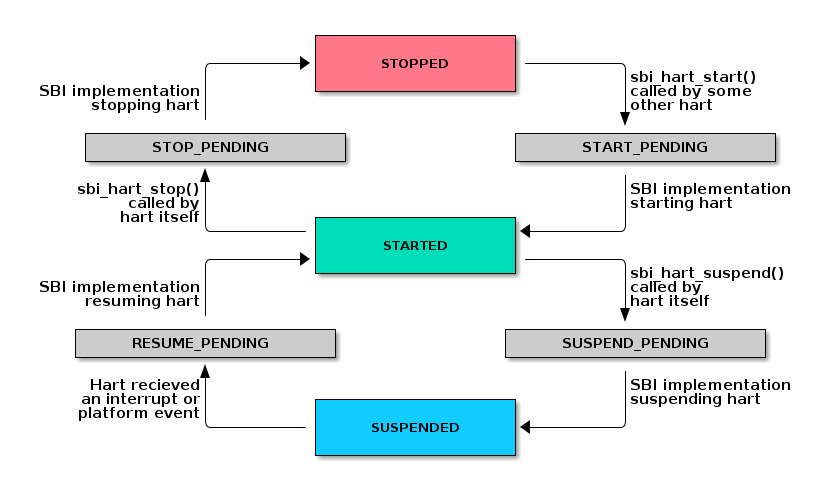 STOPPED
SBI implementation
stopping hart
sbi_hart_start()
called by some
other hart
STOP_PENDING
START_PENDING
sbi_hart_stop()
called by
hart itself
SBI implementation
starting hart
STARTED
SBI implementation
resuming hart
sbi_hart_suspend()
called by
hart itself
RESUME_PENDING
SUSPEND_PENDING
Hart recieved
an interrupt or
platform event
SBI implementation
suspending hart
SUSPENDED